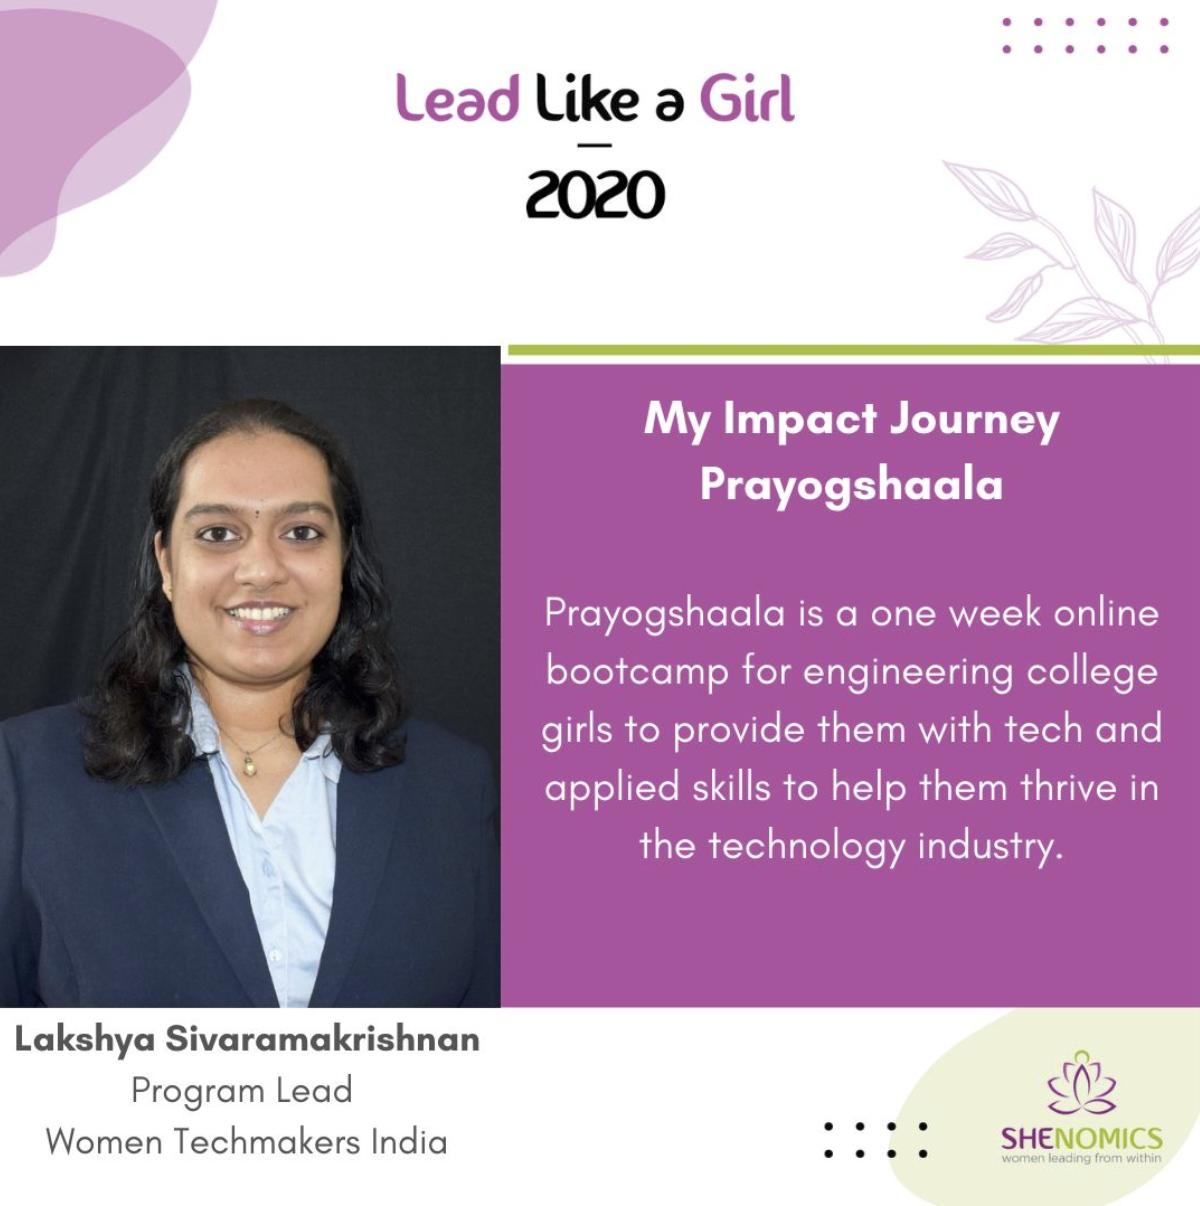 Lead Like a Girl
2020
My Impact Journey
Prayogshaala
Prayogshaala is a one week online
bootcamp for engineering college
girls to provide them with tech and
applied skills to help them thrive in
the technology industry.
Lakshya Sivaramakrishnan
Program Lead
Women Techmakers India
SHENOMICS
women leading from within